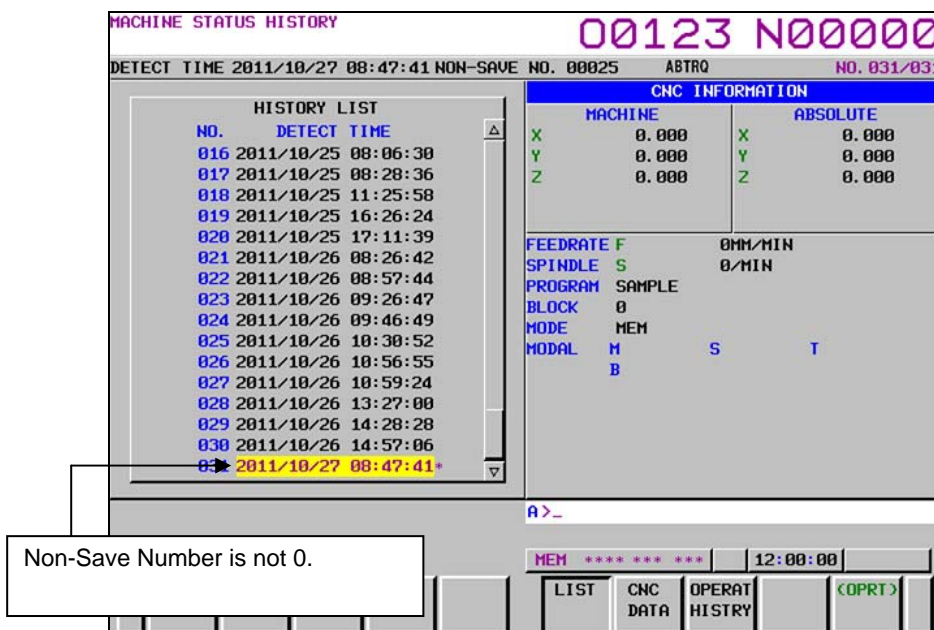 MACHINE STATUS HISTORY
O0123 N00000
DETECT TIME 2011/10/27 08:47:41 NON-SAVE NO. 00025 ABTRQ NO. 031/031
HISTORY LIST
NO. DETECT TIME
016 2011/10/25 08:06:30
017 2011/10/25 08:28:36
018 2011/10/25 11:25:58
019 2011/10/25 16:26:24
020 2011/10/25 17:11:39
021 2011/10/26 08:26:42
022 2011/10/26 08:57:44
023 2011/10/26 09:26:47
024 2011/10/26 09:46:49
025 2011/10/26 10:30:52
026 2011/10/26 10:56:55
027 2011/10/26 10:59:24
028 2011/10/26 13:27:00
029 2011/10/26 14:28:28
030 2011/10/26 14:57:06
031 2011/10/27 08:47:41*
CNC INFORMATION
MACHINE ABSOLUTE
X 0.000 X 0.000
Y 0.000 Y 0.000
Z 0.000 Z 0.000
FEEDRATE F 0MM/MIN
SPINDLE S 0/MIN
PROGRAM SAMPLE
BLOCK 0
MODE MEM
MODAL M S T
B
A>_
Non-Save Number is not 0.
MEM **** *** *** 12:00:00
LIST CNC DATA OPERAT HISTRY (OPRT)